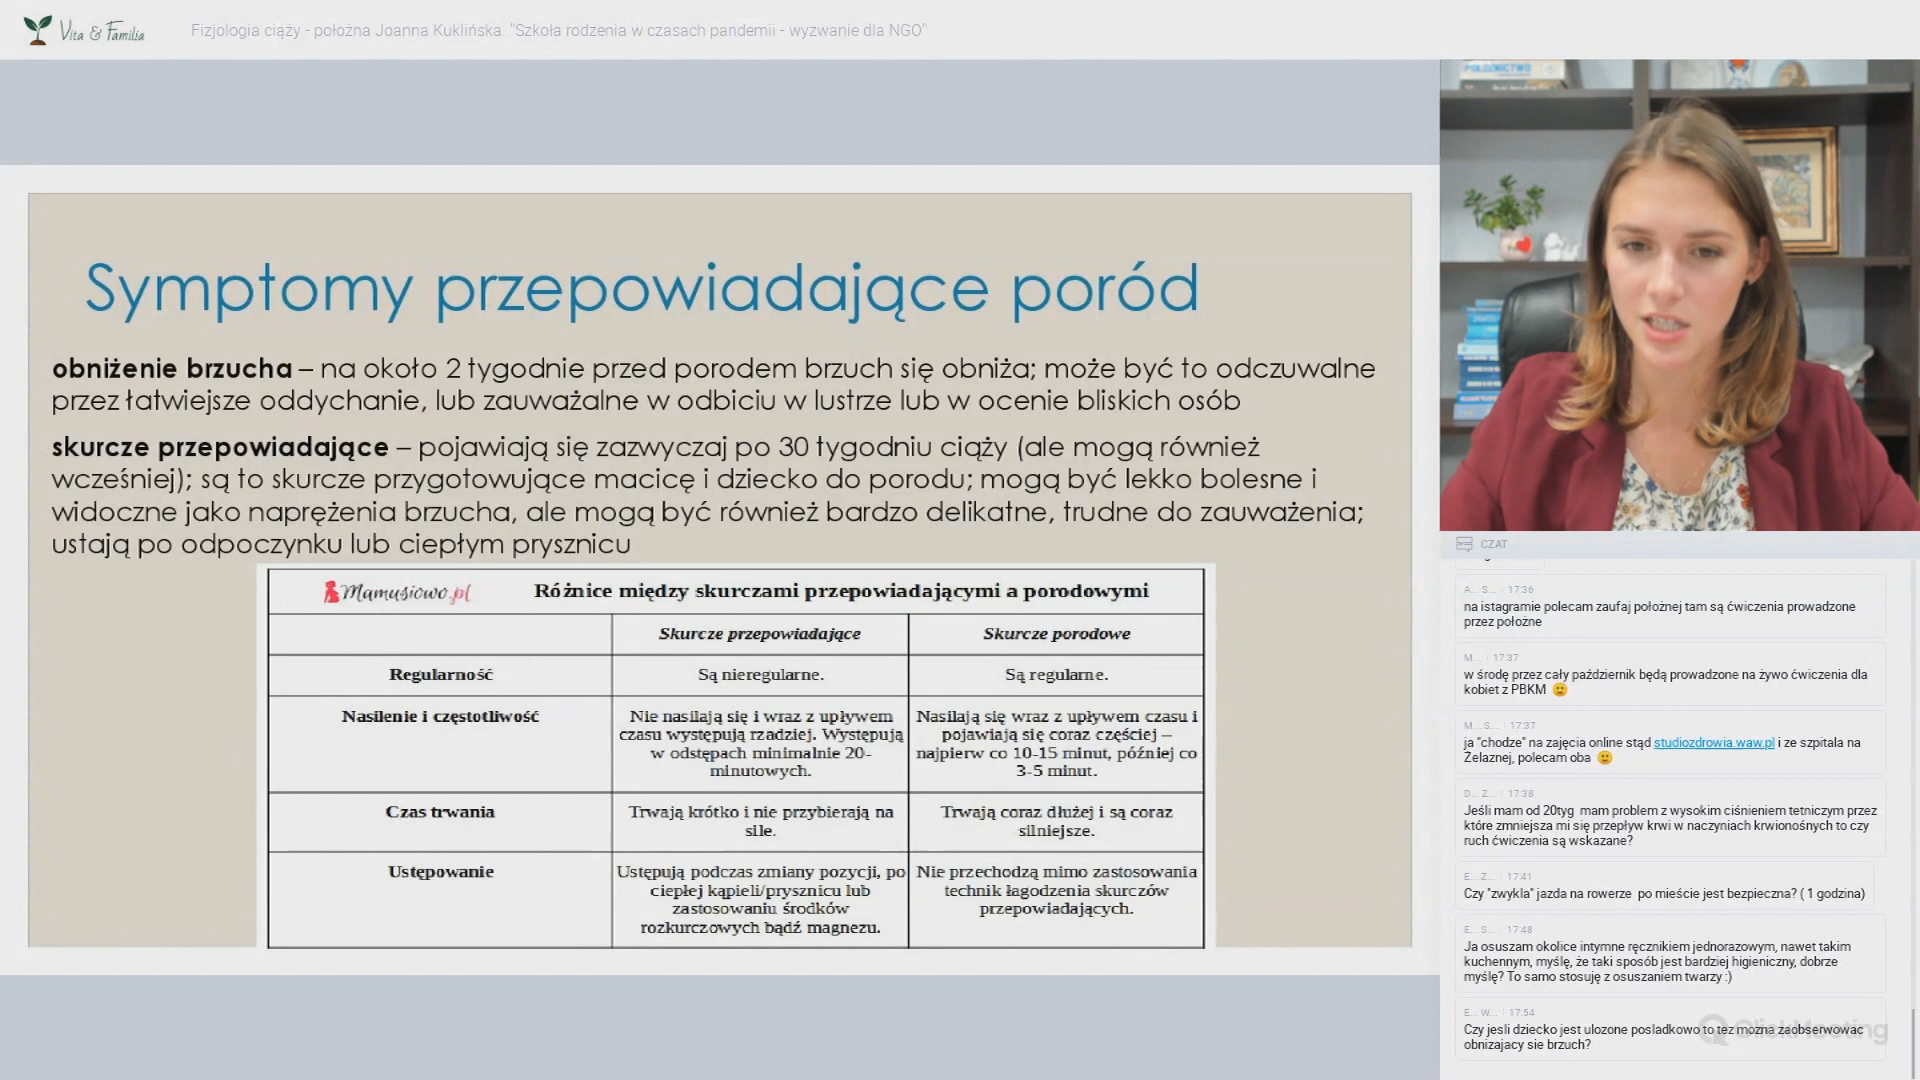 Vita & Familia
Fizjologia ciąży - położna Joanna Kuklińska. "Szkoła rodzenia w czasach pandemii - wyzwanie dla NGO"
Symptomy przepowiadające poród
obniżenie brzucha – na około 2 tygodnie przed porodem brzuch się obniża; może być to odczuwalne
przez łatwiejsze oddychanie, lub zauważalne w odbiciu w lustrze lub w ocenie bliskich osób
skurcze przepowiadające – pojawiają się zazwyczaj po 30 tygodniu ciąży (ale mogą również
wcześniej); są to skurcze przygotowujące macicę i dziecko do porodu; mogą być lekko bolesne i
widoczne jako naprężenia brzucha, ale mogą być również bardzo delikatne, trudne do zauważenia;
ustają po odpoczynku lub ciepłym prysznicu
Mamusiowo.pl
Różnice między skurczami przepowiadającymi a porodowymi
Skurcze przepowiadające
Skurcze porodowe
Regularność
Są nieregularne.
Są regularne.
Nasilenie i częstotliwość
Nie nasilają się i wraz z upływem
czasu występują rzadziej. Występują
w odstępach minimalnie 20-
minutowych.
Nasilają się wraz z upływem czasu i
pojawiają się coraz częściej –
najpierw co 10-15 minut, później co
3-5 minut.
Czas trwania
Trwają krótko i nie przybierają na
sile.
Trwają coraz dłużej i są coraz
silniejsze.
Ustępowanie
Ustępują podczas zmiany pozycji, po
ciepłej kąpieli/prysznicu lub
zastosowaniu środków
rozkurczowych bądź magnezu.
Nie przechodzą mimo zastosowania
technik łagodzenia skurczów
przepowiadających.
POŁOŻNICTWO
CZAT
A... S... | 17:36
na istagramie polecam zaufaj położnej tam są ćwiczenia prowadzone
przez położne
M... | 17:37
w środę przez cały październik będą prowadzone na żywo ćwiczenia dla
kobiet z PBKM 🙂
M... S... | 17:37
ja "chodze" na zajęcia online stąd studiozdrowia.waw.pl i ze szpitala na
Żelaznej, polecam oba 🙂
D... Z... | 17:38
Jeśli mam od 20tyg mam problem z wysokim ciśnieniem tetniczym przez
które zmniejsza mi się przepływ krwi w naczyniach krwionośnych to czy
ruch ćwiczenia są wskazane?
E... Z... | 17:41
Czy "zwykla" jazda na rowerze po mieście jest bezpieczna? ( 1 godzina)
E... S... | 17:48
Ja osuszam okolice intymne ręcznikiem jednorazowym, nawet takim
kuchennym, myślę, że taki sposób jest bardziej higieniczny, dobrze
myślę? To samo stosuję z osuszaniem twarzy :)
E... W... | 17:54
Czy jesli dziecko jest ulozone posladkowo to tez mozna zaobserwowac
obnizajacy sie brzuch?
ClickMeeting